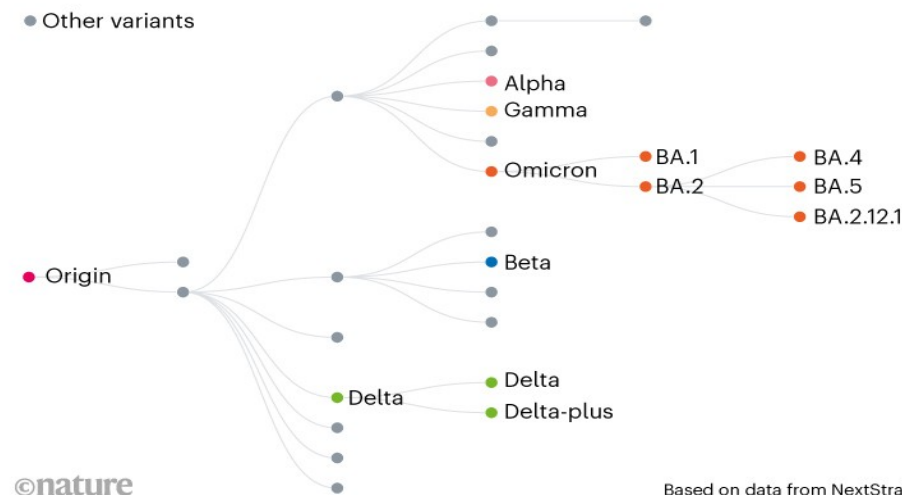 Other variants
Alpha
Gamma
Omicron
BA.1
BA.2
BA.4
BA.5
BA.2.12.1
Origin
Beta
Delta
Delta
Delta-plus
©nature
Based on data from NextStra